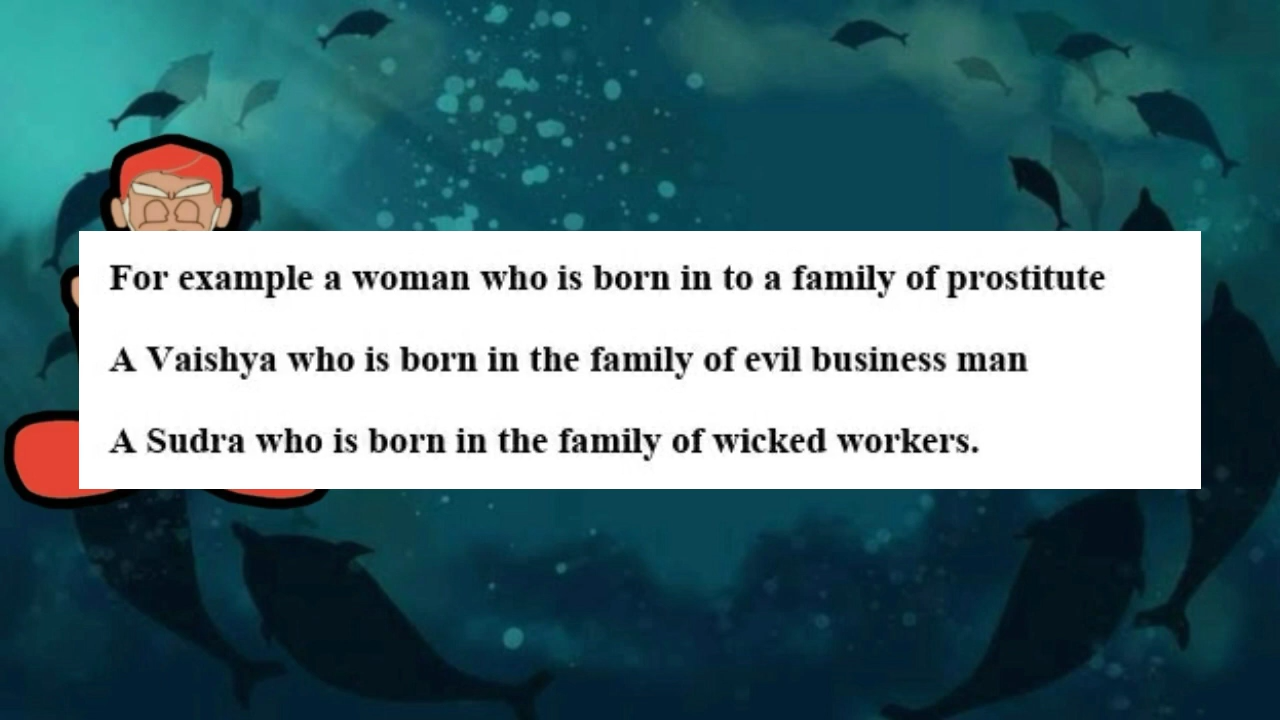 For example a woman who is born in to a family of prostitute
A Vaishya who is born in the family of evil business man
A Sudra who is born in the family of wicked workers.